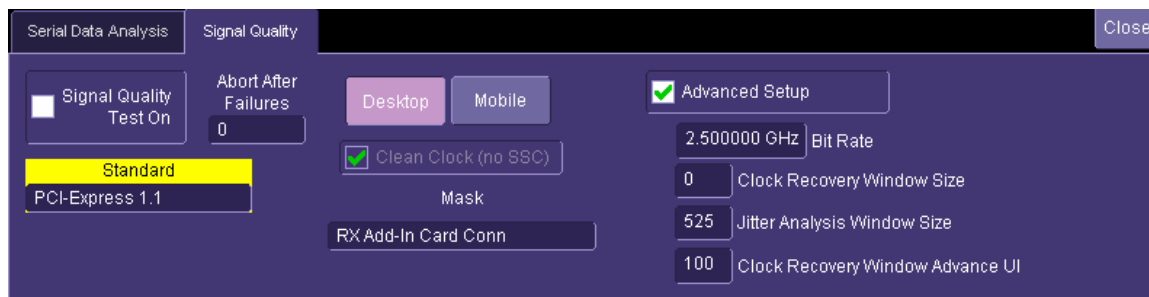 Serial Data Analysis
Signal Quality
Close
Signal Quality
Test On
Abort After
Failures
0
Standard
PCI-Express 1.1
Desktop
Mobile
Clean Clock (no SSC)
Mask
RX Add-In Card Conn
Advanced Setup
2.500000 GHz Bit Rate
0 Clock Recovery Window Size
525 Jitter Analysis Window Size
100 Clock Recovery Window Advance UI